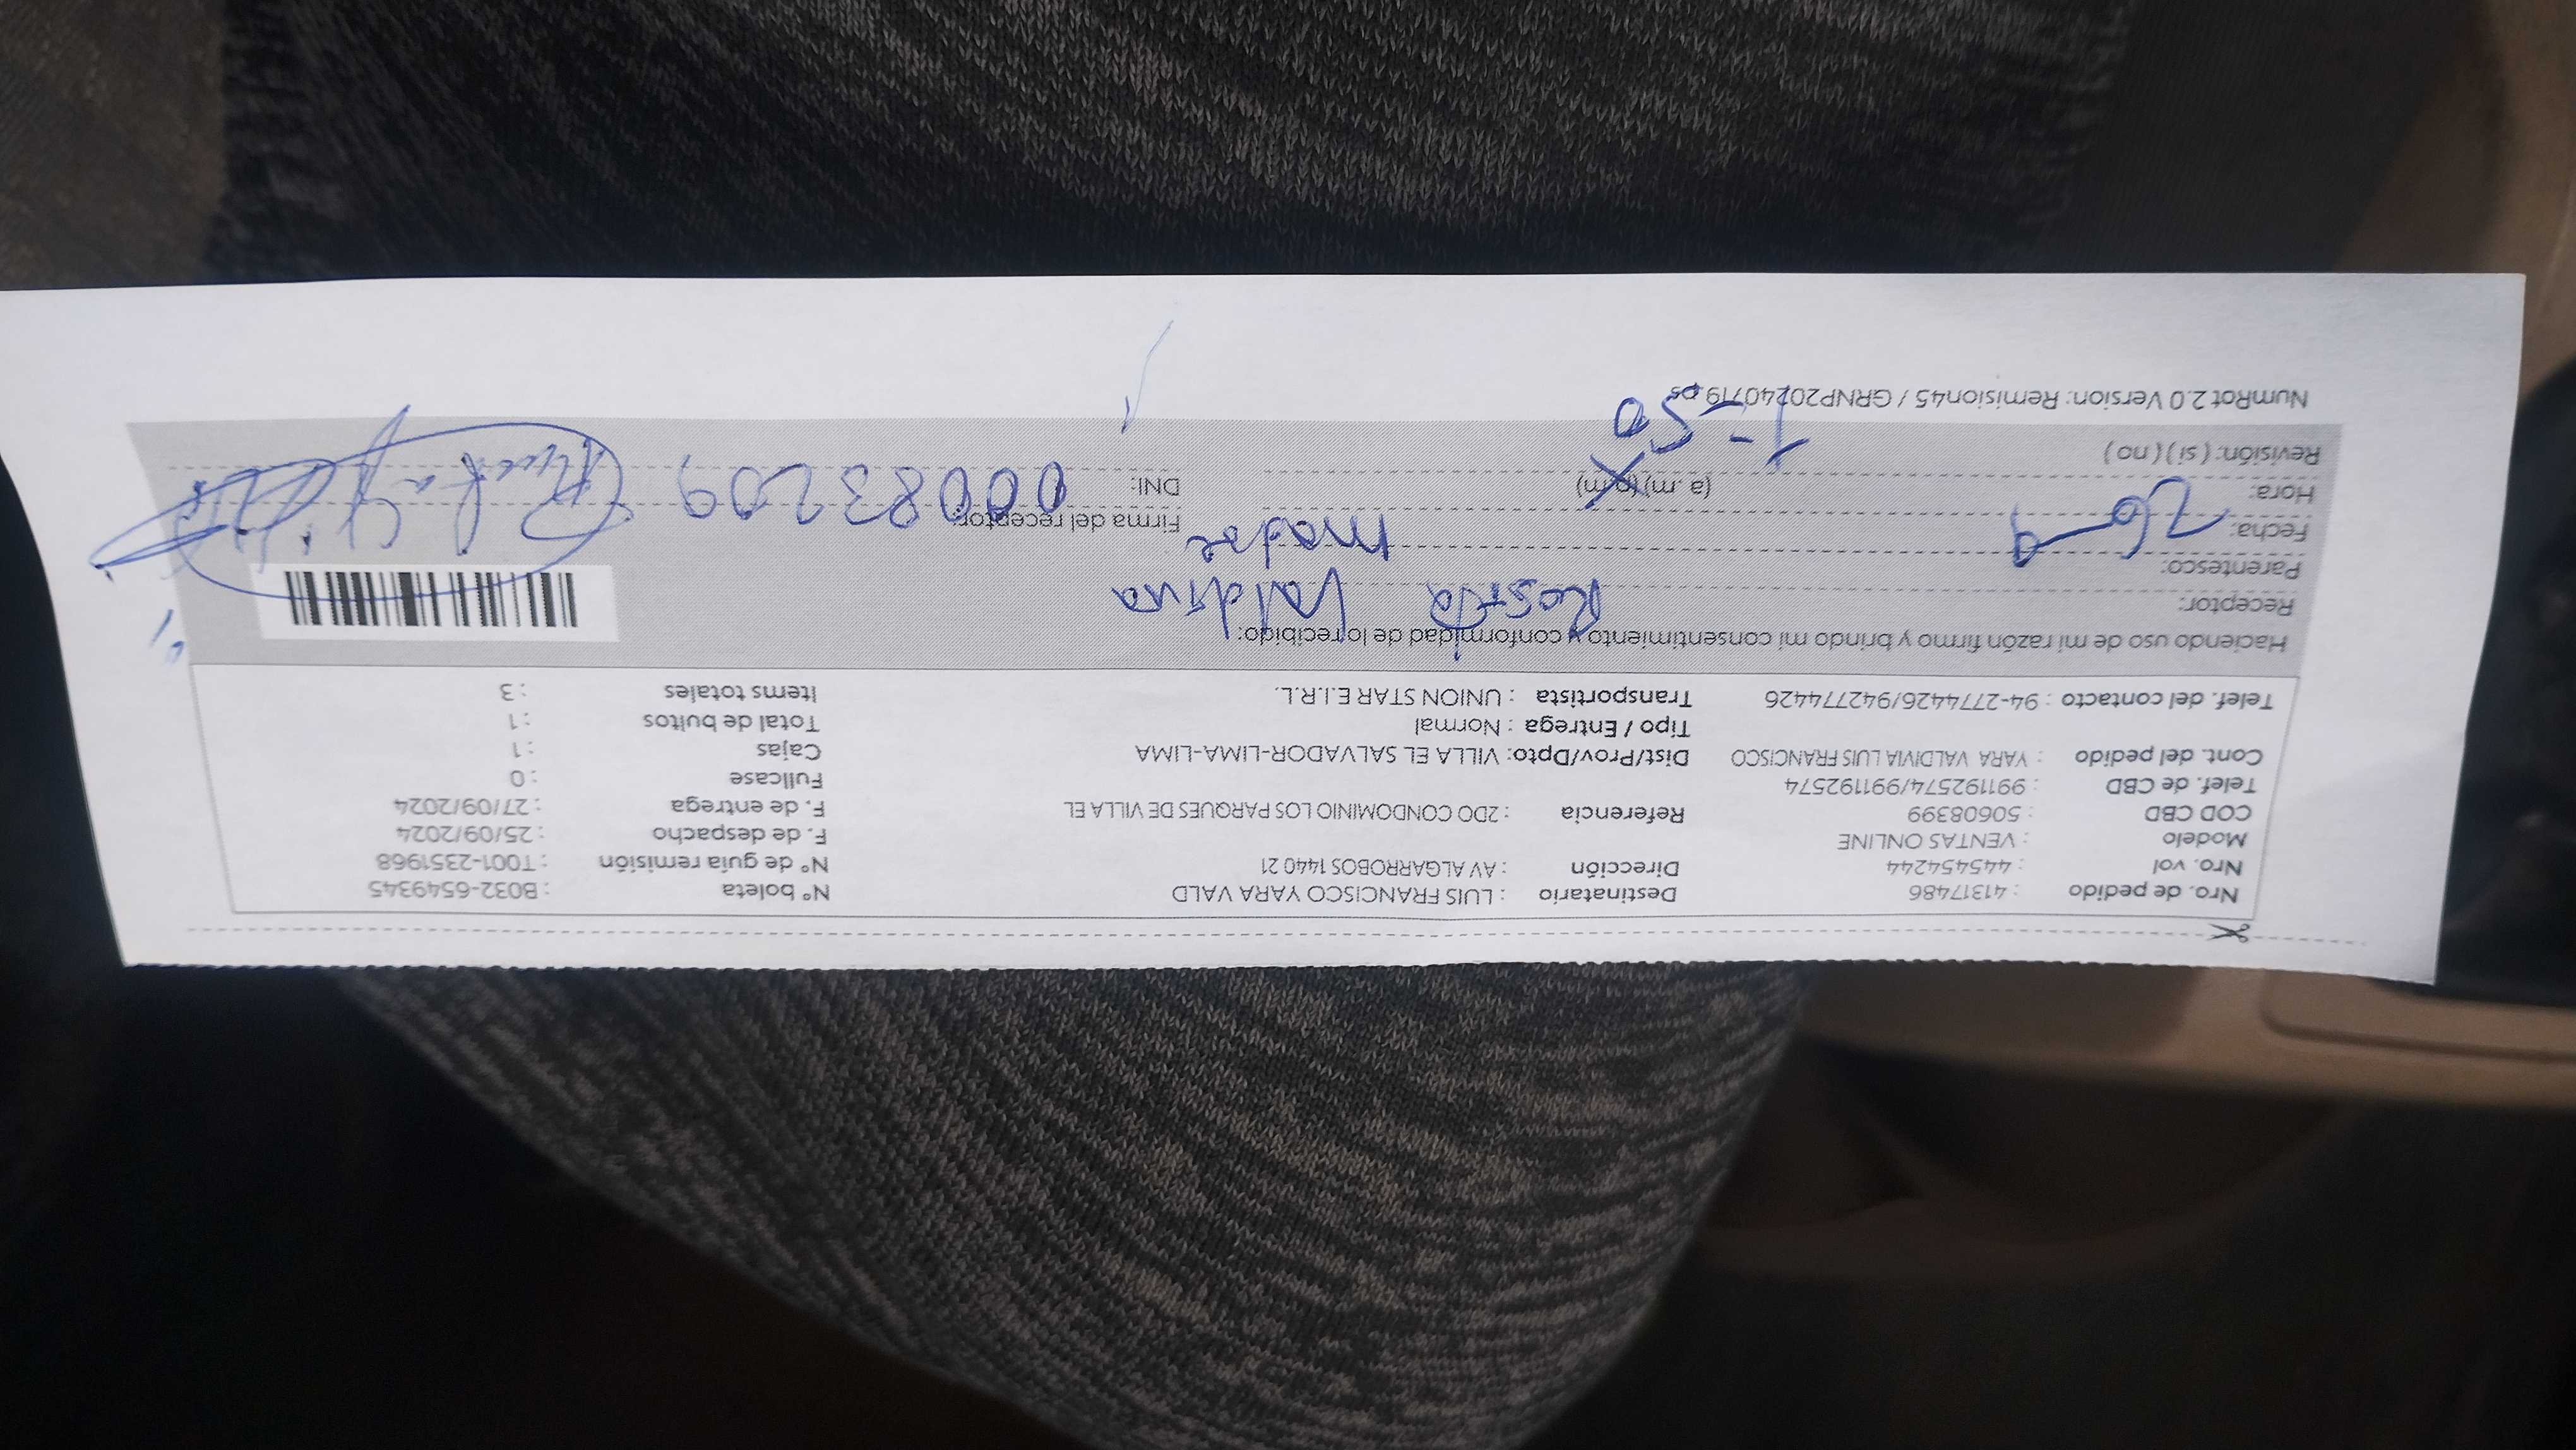 Nro. de pedido : 41317486 Destinatario : LUIS FRANCISCO YARA VALD N° boleta : B032-6549345
Nro. vol : 445454244 Dirección : AV ALGARROBOS 1440 21 N° de guia remisión : T001-2351968
Modelo : VENTAS ONLINE F. de despacho : 25/09/2024
COD CBD : 50608399 Referencia : 2DO CONDOMINIO LOS PARQUES DE VILLA EL F. de entrega : 27/09/2024
Telef. de CBD : 991192574/991192574 Fullcase : 0
Cont. del pedido : YARA VALDIVIA LUIS FRANCISCO Dist/Prov/Dpto: VILLA EL SALVADOR-LIMA-LIMA Cajas : 1
Tipo / Entrega : Normal Total de bultos : 1
Telef. del contacto : 94-2774426/942774426 Transportista : UNION STAR E.I.R.L. Items totales : 3
Haciendo uso de mi razón firmo y brindo mi consentimiento y conformidad de lo recibido:
Receptor: Rosita Valdivia
Parentesco: madre
Fecha: 26-9 Firma del receptor:
Hora: 1-50 (a.m) (p.m) DNI: 00083209
Revisión: (si) (no)
NumRot 2.0 Version: Remision45 / GRNP20240719.ps